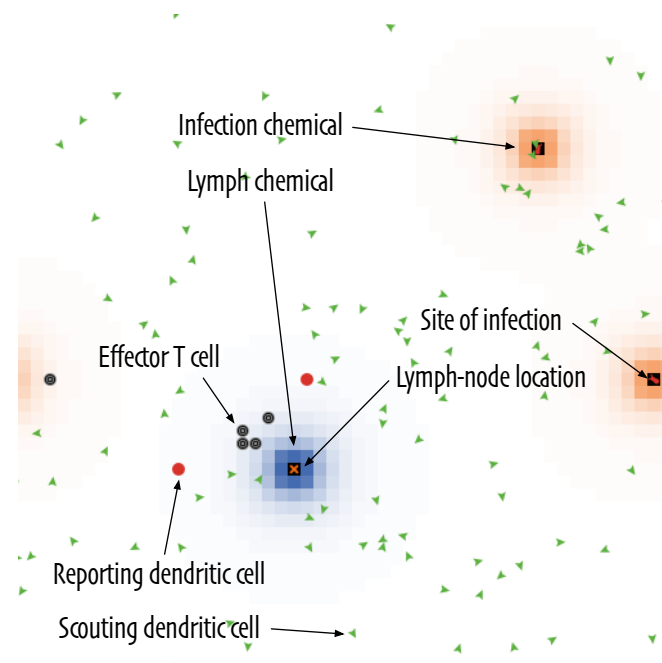 Infection chemical
Lymph chemical
Site of infection
Effector T cell
Lymph-node location
Reporting dendritic cell
Scouting dendritic cell